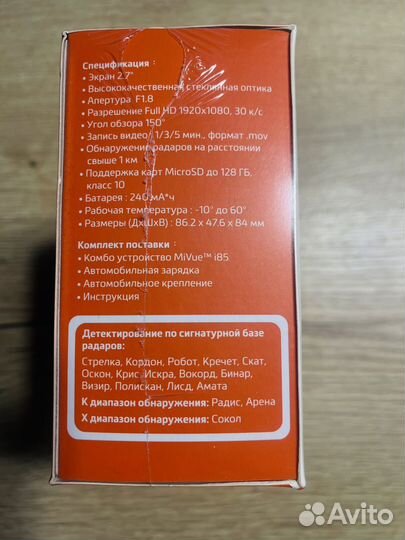 Спецификация :
• Экран 2.7"
• Высококачественная стеклянная оптика
• Апертура F1.8
• Разрешение Full HD 1920x1080, 30 к/с
• Угол обзора 150°
• Запись видео : 1/3/5 мин., формат .mov
• Обнаружение радаров на расстоянии
свыше 1 км
• Поддержка карт MicroSD до 128 ГБ,
класс 10
• Батарея : 240 мА*ч
• Рабочая температура : -10° до 60°
• Размеры (ДхШхВ) : 86.2 x 47.6 x 84 мм
Комплект поставки :
• Комбо устройство MiVue™ i85
• Автомобильная зарядка
• Автомобильное крепление
• Инструкция
Детектирование по сигнатурной базе
радаров:
Стрелка, Кордон, Робот, Кречет, Скат,
Оскон, Крис, Искра, Вокорд, Бинар,
Визир, Полискан, Лисд, Амата
К диапазон обнаружения: Радис, Арена
Х диапазон обнаружения: Сокол
Avito